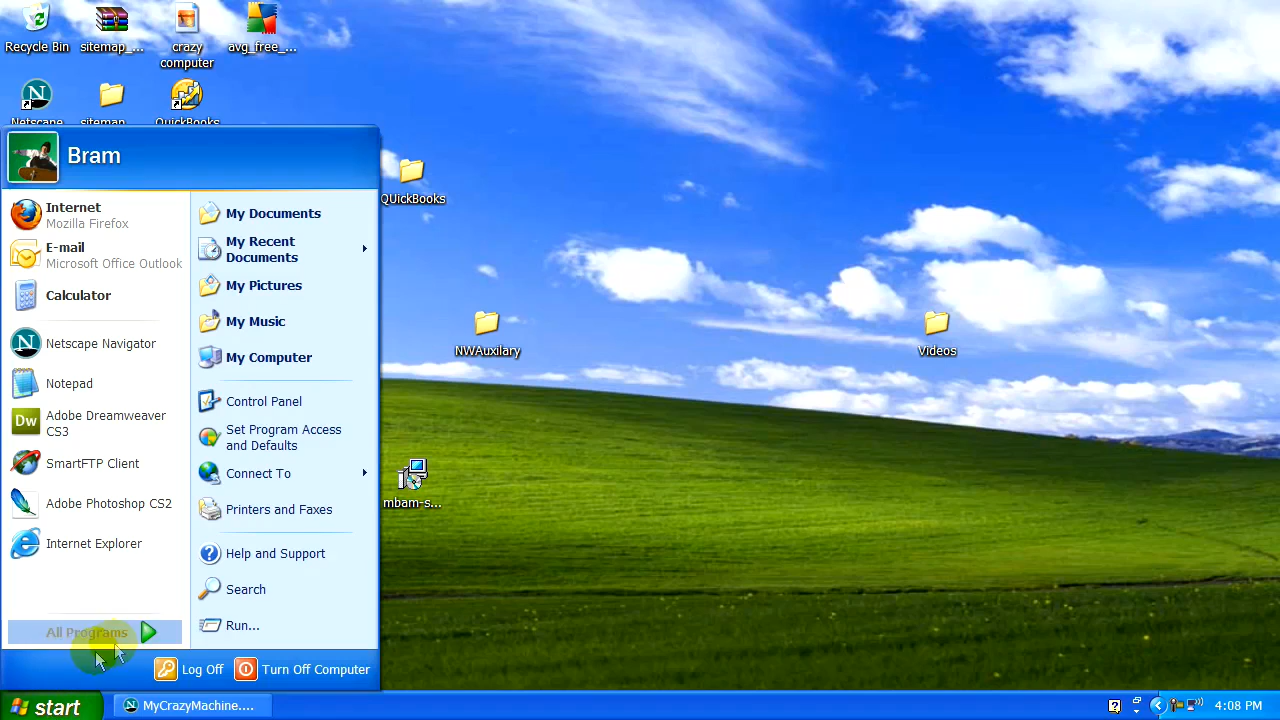 Recycle Bin
sitemap_...
crazy
computer
avg_free_...
Netscape
sitemap
QuickBooks
Bram
Internet
Mozilla Firefox
E-mail
Microsoft Office Outlook
Calculator
Netscape Navigator
Notepad
Dw
Adobe Dreamweaver
CS3
SmartFTP Client
Adobe Photoshop CS2
Internet Explorer
All Programs
My Documents
My Recent
Documents
My Pictures
My Music
My Computer
Control Panel
Set Program Access
and Defaults
Connect To
Printers and Faxes
Help and Support
Search
Run...
Log Off
Turn Off Computer
QUickBooks
NWAuxilary
Videos
mbam-s...
start
MyCrazyMachine....
4:08 PM